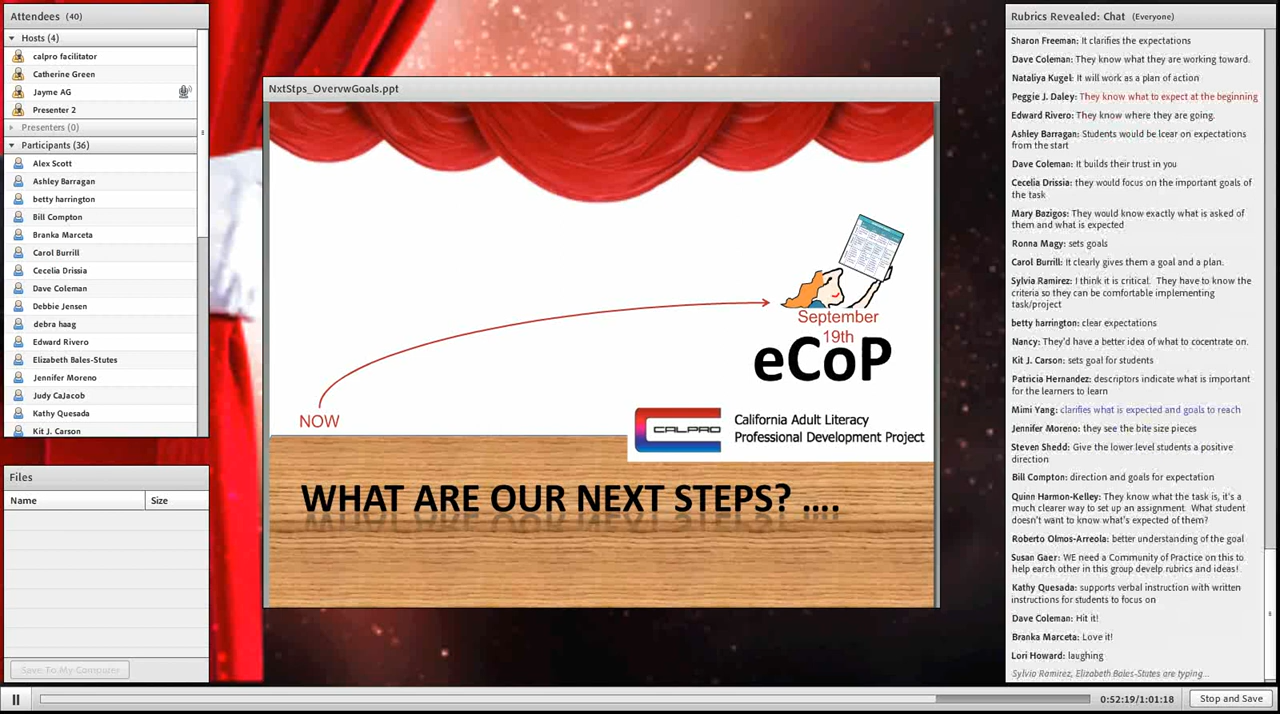 Attendees (40)
Hosts (4)
calpro facilitator
Catherine Green
Jayme AG
Presenter 2
Presenters (0)
Participants (36)
Alex Scott
Ashley Barragan
betty harrington
Bill Compton
Branka Marceta
Carol Burrill
Cecelia Drissia
Dave Coleman
Debbie Jensen
debra haag
Edward Rivero
Elizabeth Bales-Stutes
Jennifer Moreno
Judy CaJacob
Kathy Quesada
Kit J. Carson
Files
Name Size
Save To My Computer
NxtStps_OvervwGoals.ppt
September
19th
eCoP
NOW
CALPRO
California Adult Literacy
Professional Development Project
WHAT ARE OUR NEXT STEPS? ....
Rubrics Revealed: Chat (Everyone)
Sharon Freeman: It clarifies the expectations
Dave Coleman: They know what they are working toward.
Nataliya Kugel: It will work as a plan of action
Peggie J. Daley: They know what to expect at the beginning
Edward Rivero: They know where they are going.
Ashley Barragan: Students would be lcear on expectations
from the start
Dave Coleman: It builds their trust in you
Cecelia Drissia: they would focus on the important goals of
the task
Mary Bazigos: They would know exactly what is asked of
them and what is expected
Ronna Magy: sets goals
Carol Burrill: It clearly gives them a goal and a plan.
Sylvia Ramirez: I think it is critical. They have to know the
criteria so they can be comfortable implementing
task/project
betty harrington: clear expectations
Nancy: They'd have a better idea of what to cocentrate on.
Kit J. Carson: sets goal for students
Patricia Hernandez: descriptors indicate what is important
for the learners to learn
Mimi Yang: clarifies what is expected and goals to reach
Jennifer Moreno: they see the bite size pieces
Steven Shedd: Give the lower level students a positive
direction
Bill Compton: direction and goals for expectation
Quinn Harmon-Kelley: They know what the task is, it's a
much clearer way to set up an assignment. What student
doesn't want to know what's expected of them?
Roberto Olmos-Arreola: better understanding of the goal
Susan Gaer: WE need a Community of Practice on this to
help earch other in this group develp rubrics and ideas!
Kathy Quesada: supports verbal instruction with written
instructions for students to focus on
Dave Coleman: Hit it!
Branka Marceta: Love it!
Lori Howard: laughing
Sylvia Ramirez, Elizabeth Bales-Stutes are typing...
0:52:19/1:01:18
Stop and Save